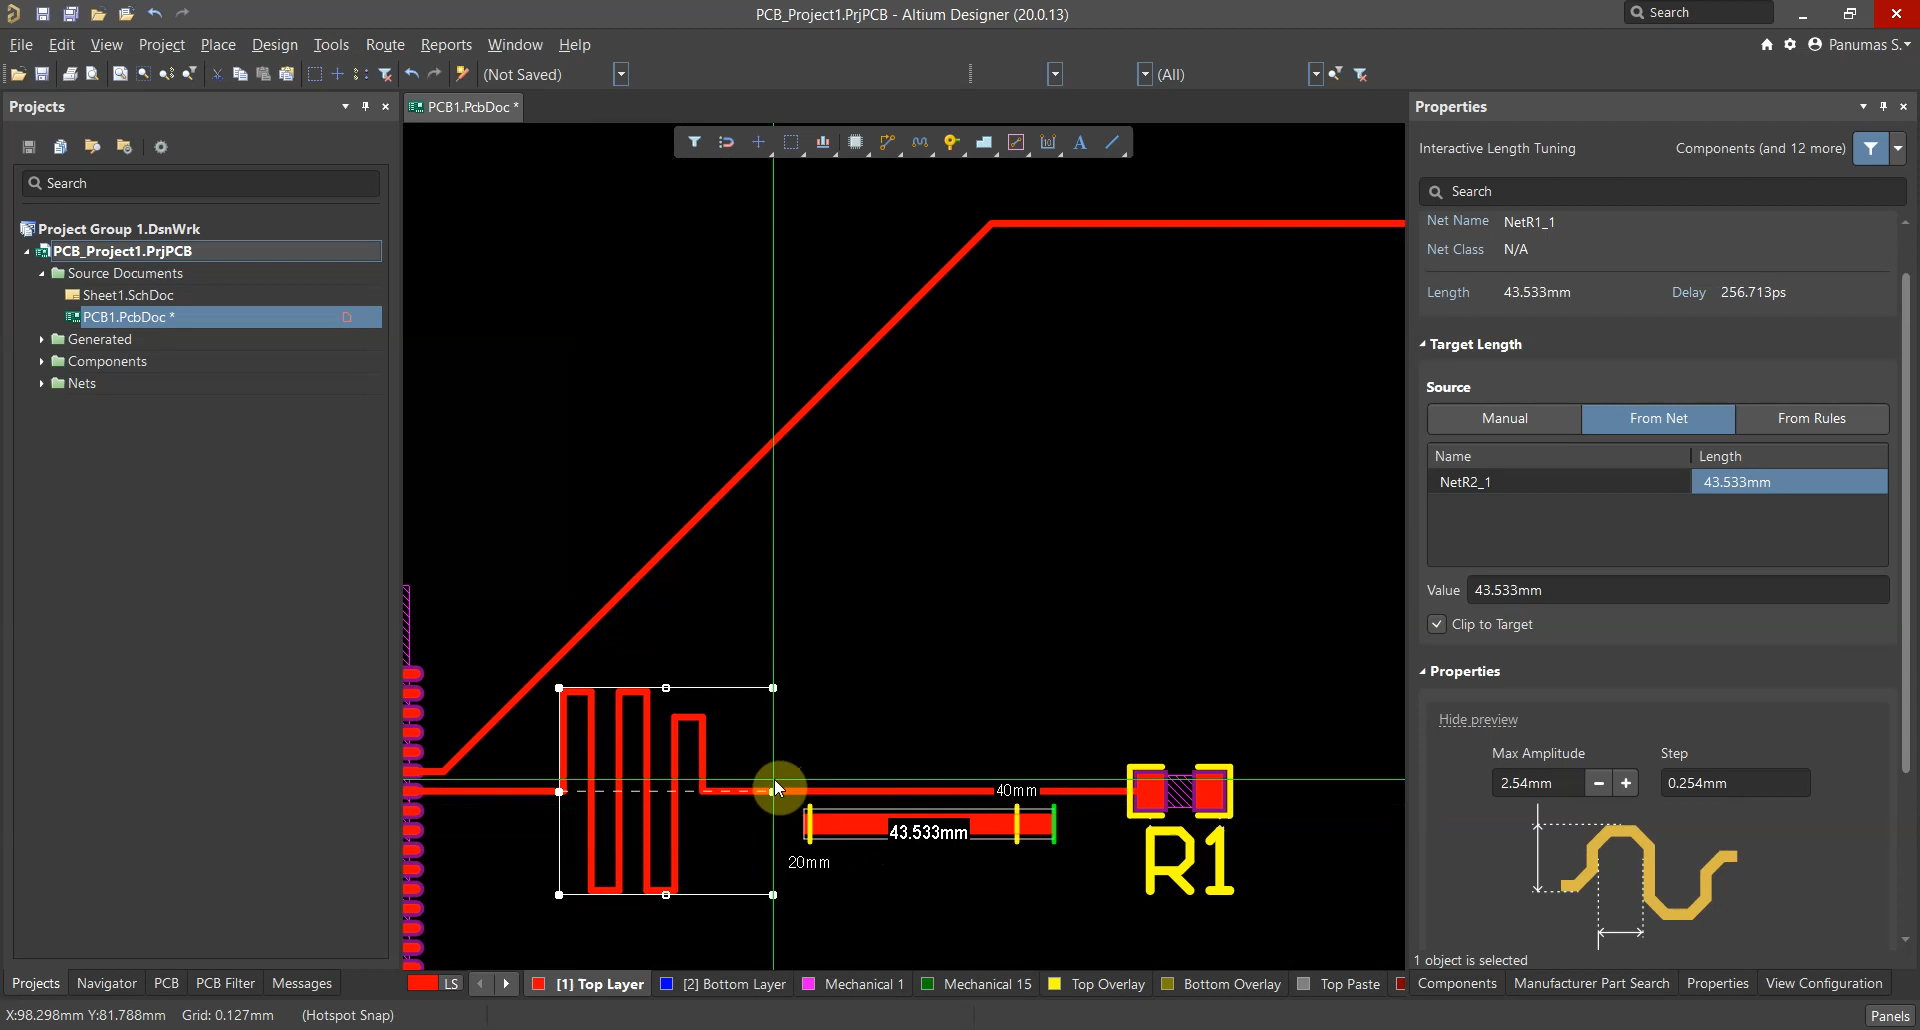 PCB_Project1.PrjPCB - Altium Designer (20.0.13)
Search
File Edit View Project Place Design Tools Route Reports Window Help
Panumas S.
(Not Saved)
(All)
Projects
PCB1.PcbDoc *
Properties
Interactive Length Tuning
Components (and 12 more)
Search
Search
Net Name NetR1_1
Net Class N/A
Length 43.533mm Delay 256.713ps
Project Group 1.DsnWrk
PCB_Project1.PrjPCB
Source Documents
Sheet1.SchDoc
PCB1.PcbDoc *
Generated
Components
Nets
Target Length
Source
Manual From Net From Rules
Name Length
NetR2_1 43.533mm
Value 43.533mm
Clip to Target
Properties
Hide preview
Max Amplitude Step
2.54mm - + 0.254mm
40mm
43.533mm
20mm
R1
1 object is selected
Projects Navigator PCB PCB Filter Messages
LS [1] Top Layer [2] Bottom Layer Mechanical 1 Mechanical 15 Top Overlay Bottom Overlay Top Paste
Components Manufacturer Part Search Properties View Configuration
X:98.298mm Y:81.788mm Grid: 0.127mm (Hotspot Snap)
Panels